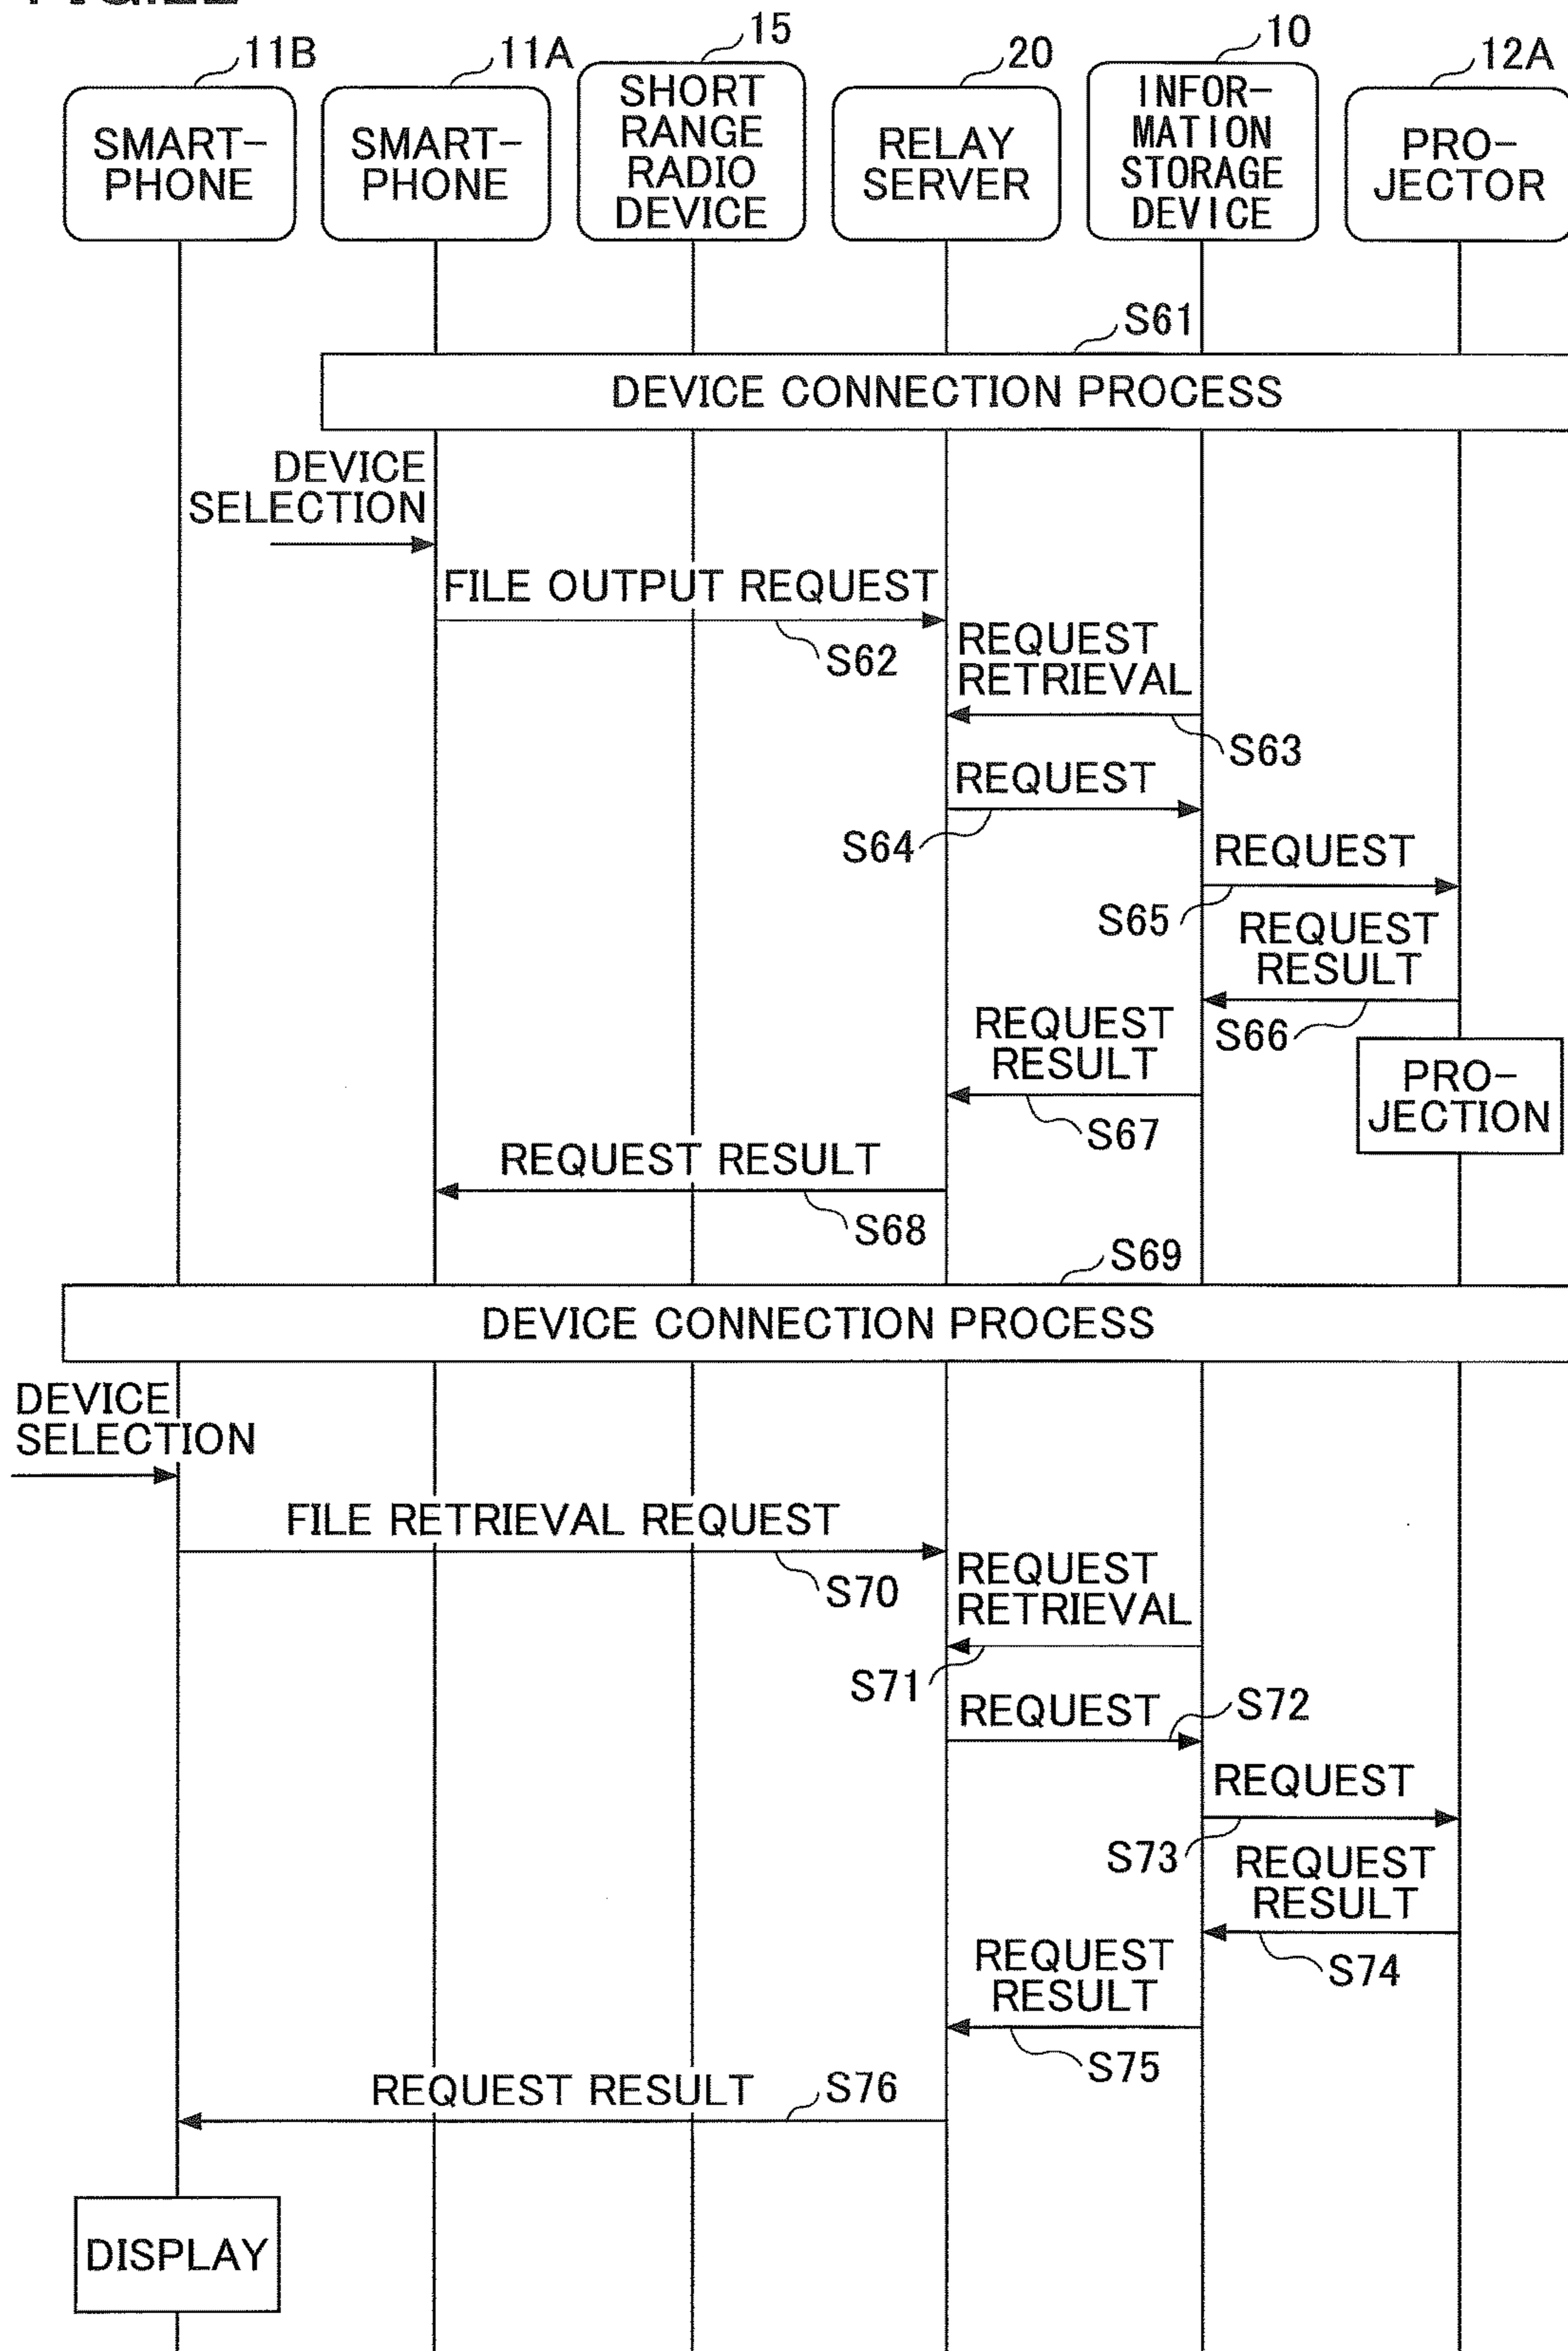 11B
11A
15
20
10
12A
SMART-
PHONE
SMART-
PHONE
SHORT
RANGE
RADIO
DEVICE
RELAY
SERVER
INFOR-
MATION
STORAGE
DEVICE
PRO-
JECTOR
S61
DEVICE CONNECTION PROCESS
DEVICE
SELECTION
FILE OUTPUT REQUEST
S62
REQUEST
RETRIEVAL
S63
REQUEST
S64
REQUEST
S65
REQUEST
RESULT
S66
PRO-
JECTION
REQUEST
RESULT
S67
REQUEST RESULT
S68
S69
DEVICE CONNECTION PROCESS
DEVICE
SELECTION
FILE RETRIEVAL REQUEST
S70
REQUEST
RETRIEVAL
S71
REQUEST
S72
REQUEST
S73
REQUEST
RESULT
S74
REQUEST
RESULT
S75
REQUEST RESULT
S76
DISPLAY